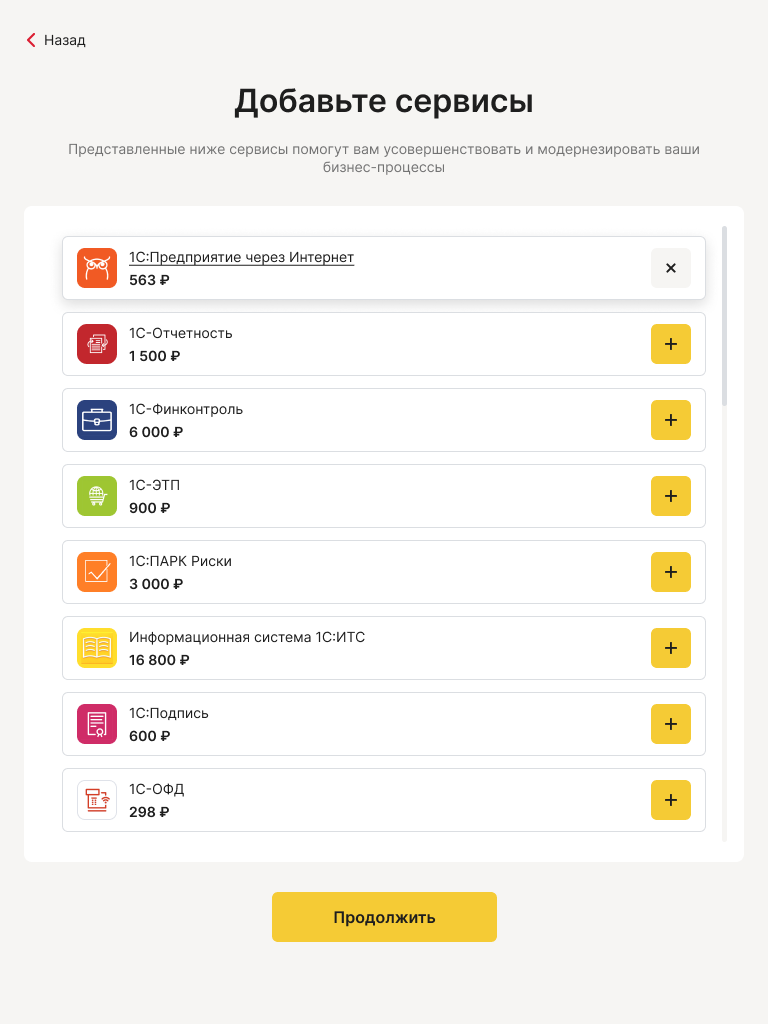 Назад
Добавьте сервисы
Представленные ниже сервисы помогут вам усовершенствовать и модернезировать ваши
бизнес-процессы
1С:Предприятие через Интернет
563 ₽
1С-Отчетность
1 500 ₽
1С-Финконтроль
6 000 ₽
1С-ЭТП
900 ₽
1С:ПАРК Риски
3 000 ₽
Информационная система 1С:ИТС
16 800 ₽
1С:Подпись
600 ₽
1С-ОФД
298 ₽
Продолжить